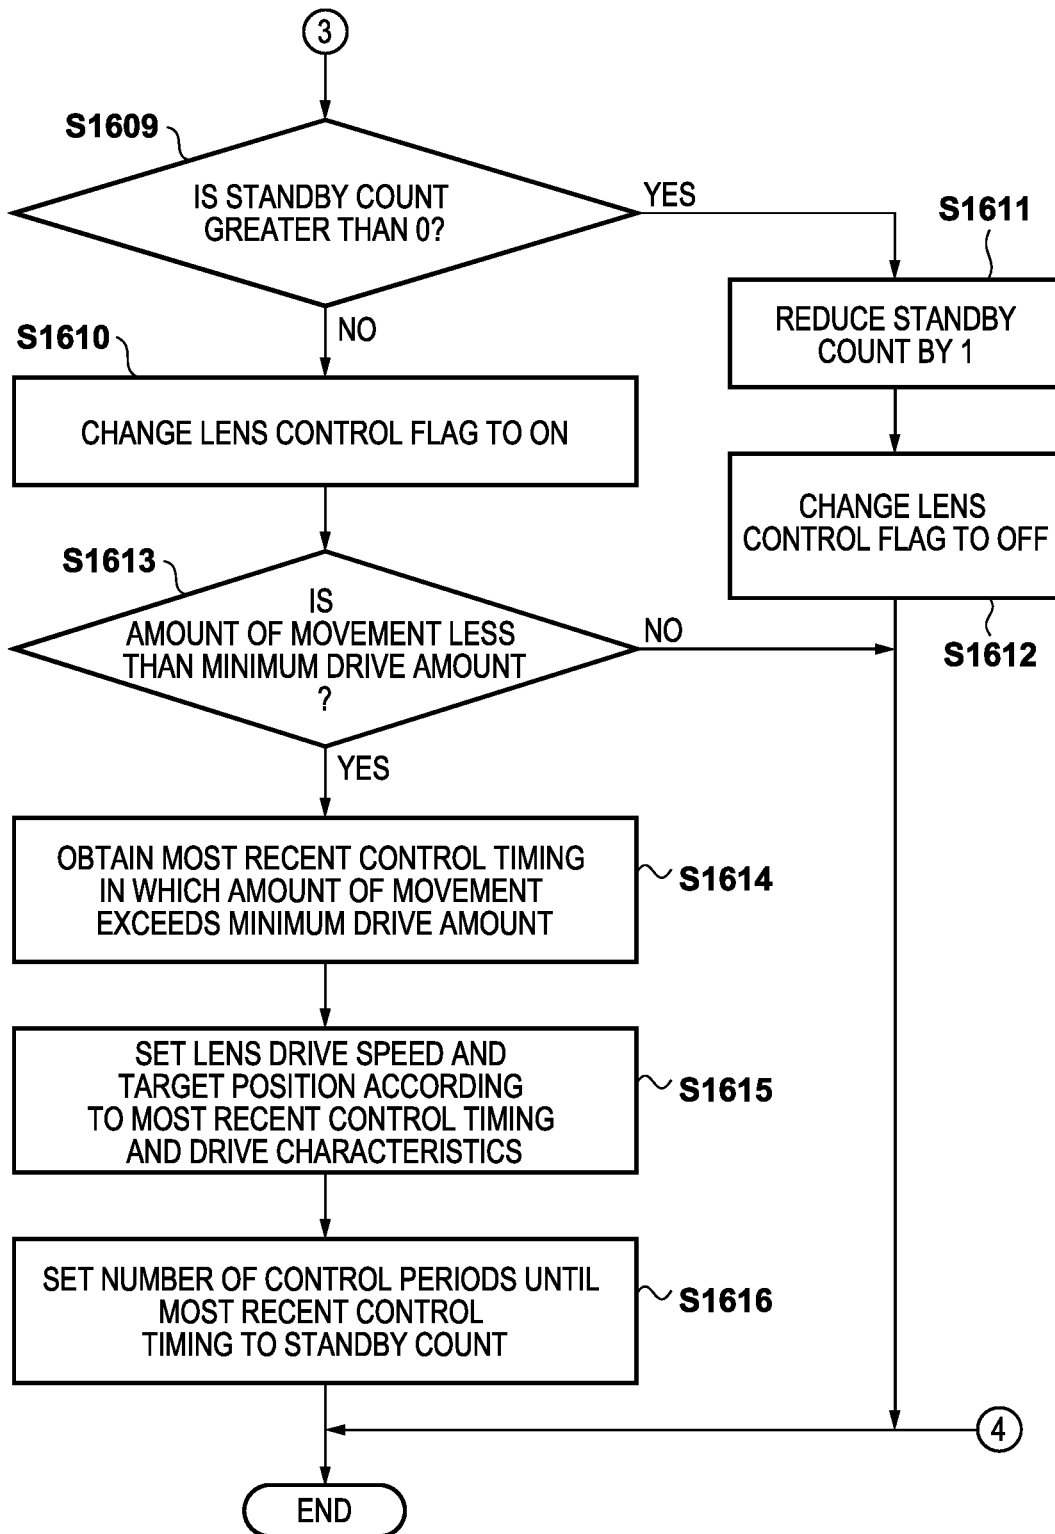 3
S1609
IS STANDBY COUNT
GREATER THAN 0?
YES
S1611
REDUCE STANDBY
COUNT BY 1
NO
S1610
CHANGE LENS CONTROL FLAG TO ON
CHANGE LENS
CONTROL FLAG TO OFF
S1612
S1613
IS
AMOUNT OF MOVEMENT LESS
THAN MINIMUM DRIVE AMOUNT
?
NO
YES
OBTAIN MOST RECENT CONTROL TIMING
IN WHICH AMOUNT OF MOVEMENT
EXCEEDS MINIMUM DRIVE AMOUNT
S1614
SET LENS DRIVE SPEED AND
TARGET POSITION ACCORDING
TO MOST RECENT CONTROL TIMING
AND DRIVE CHARACTERISTICS
S1615
SET NUMBER OF CONTROL PERIODS UNTIL
MOST RECENT CONTROL
TIMING TO STANDBY COUNT
S1616
4
END